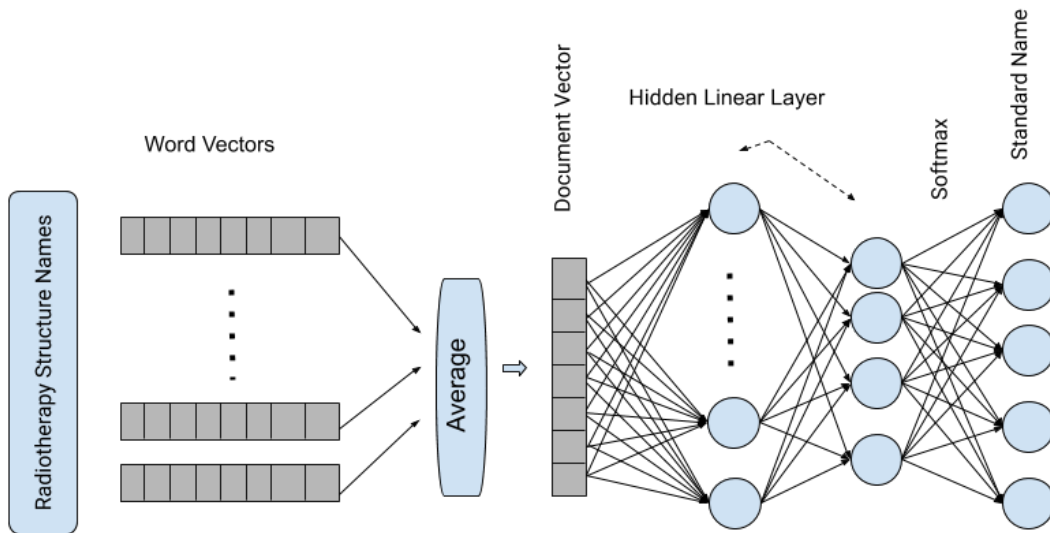 Radiotherapy Structure Names
Word Vectors
Average
Document Vector
Hidden Linear Layer
Softmax
Standard Name